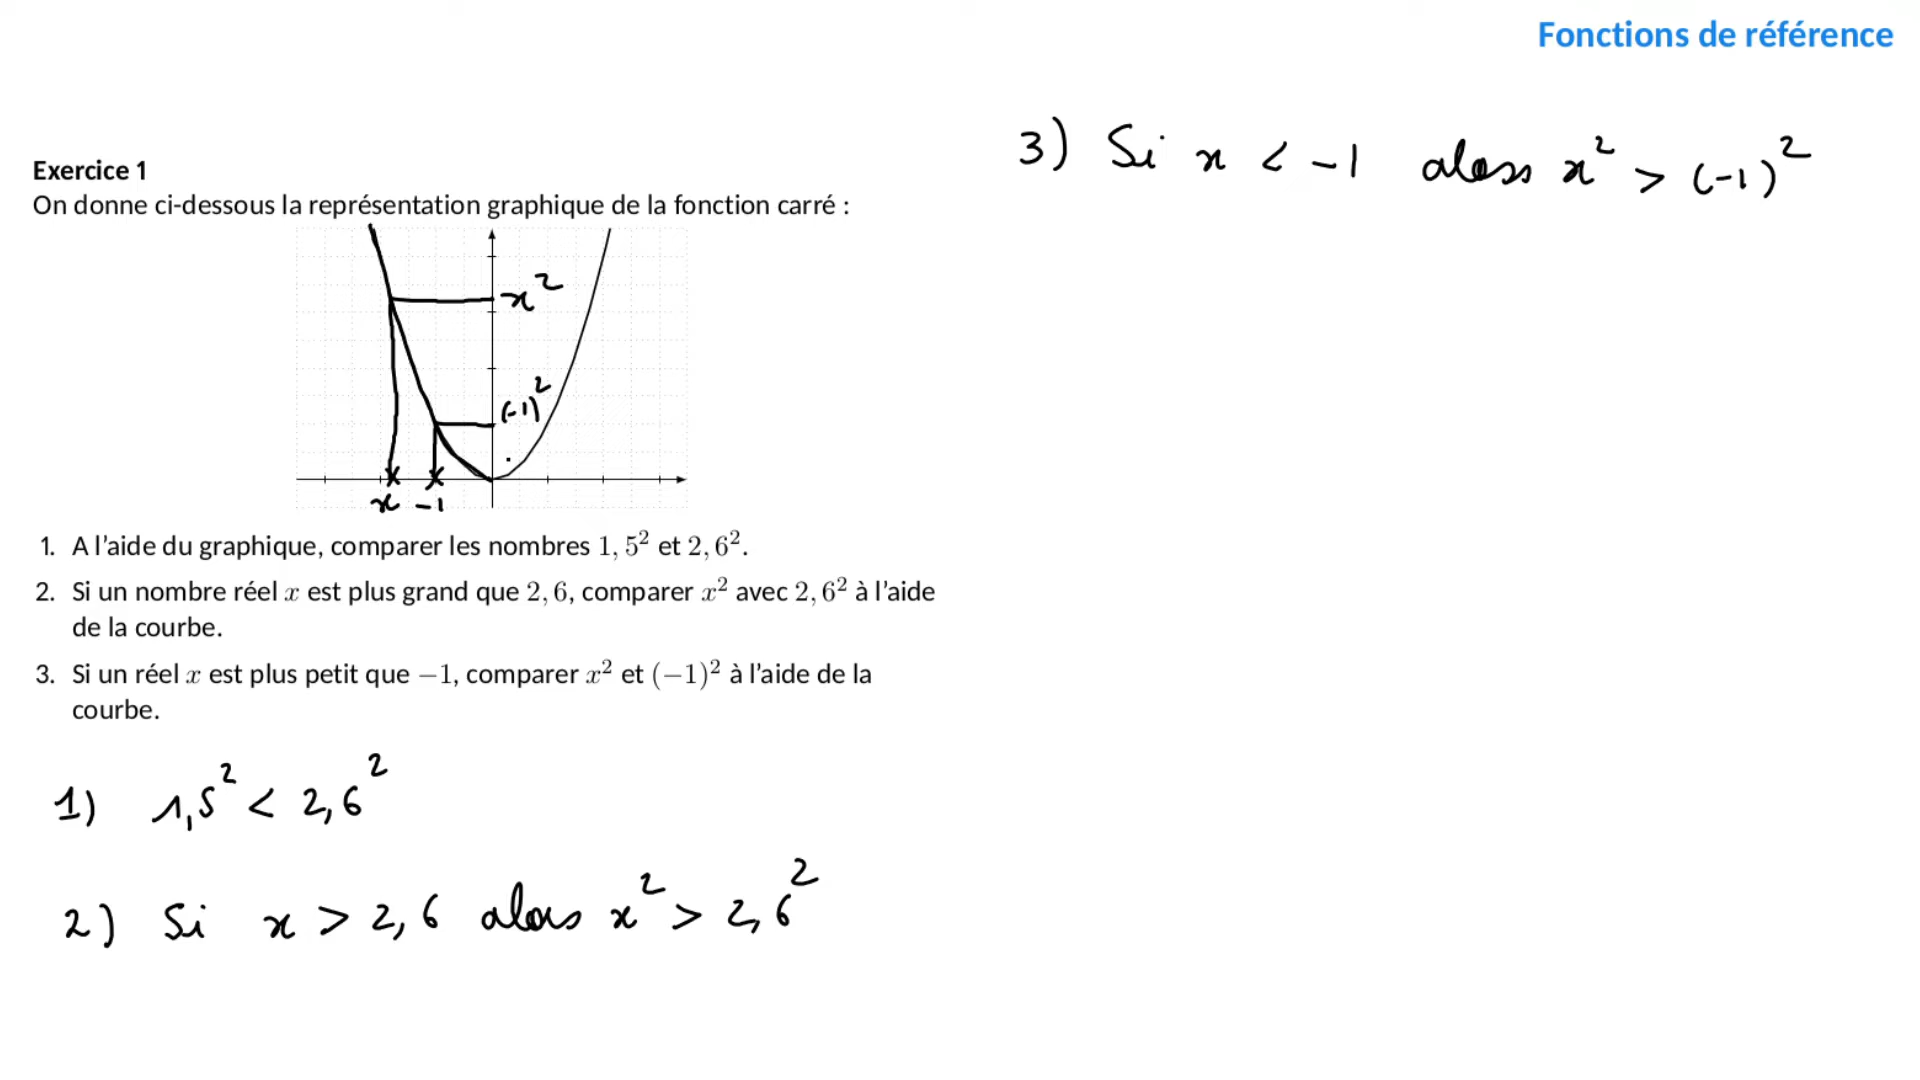 Fonctions de référence
Exercice 1
On donne ci-dessous la représentation graphique de la fonction carré :
x²
(-1)²
x -1
1. A l'aide du graphique, comparer les nombres 1,5² et 2,6².
2. Si un nombre réel x est plus grand que 2,6, comparer x² avec 2,6² à l'aide
de la courbe.
3. Si un réel x est plus petit que −1, comparer x² et (−1)² à l'aide de la
courbe.
1) 1,5² < 2,6²
2) Si x > 2,6 alors x² > 2,6²
3) Si x < -1 alors x² > (-1)²